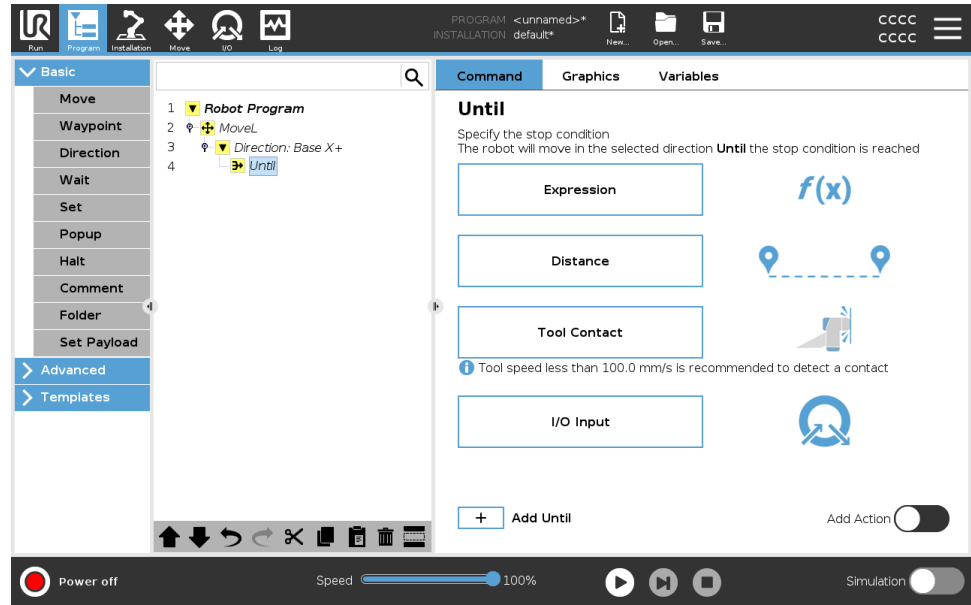 PROGRAM <unnamed>*
INSTALLATION default*
UR
Run
Program
Installation
Move
I/O
Log
New...
Open...
Save...
CCCC
CCCC
Basic
Move
Waypoint
Direction
Wait
Set
Popup
Halt
Comment
Folder
Set Payload
Advanced
Templates
1 Robot Program
2 MoveL
3 Direction: Base X+
4 Until
Command Graphics Variables
Until
Specify the stop condition
The robot will move in the selected direction Until the stop condition is reached
Expression
f(x)
Distance
Tool Contact
Tool speed less than 100.0 mm/s is recommended to detect a contact
I/O Input
+ Add Until
Add Action
Power off
Speed 100%
Simulation